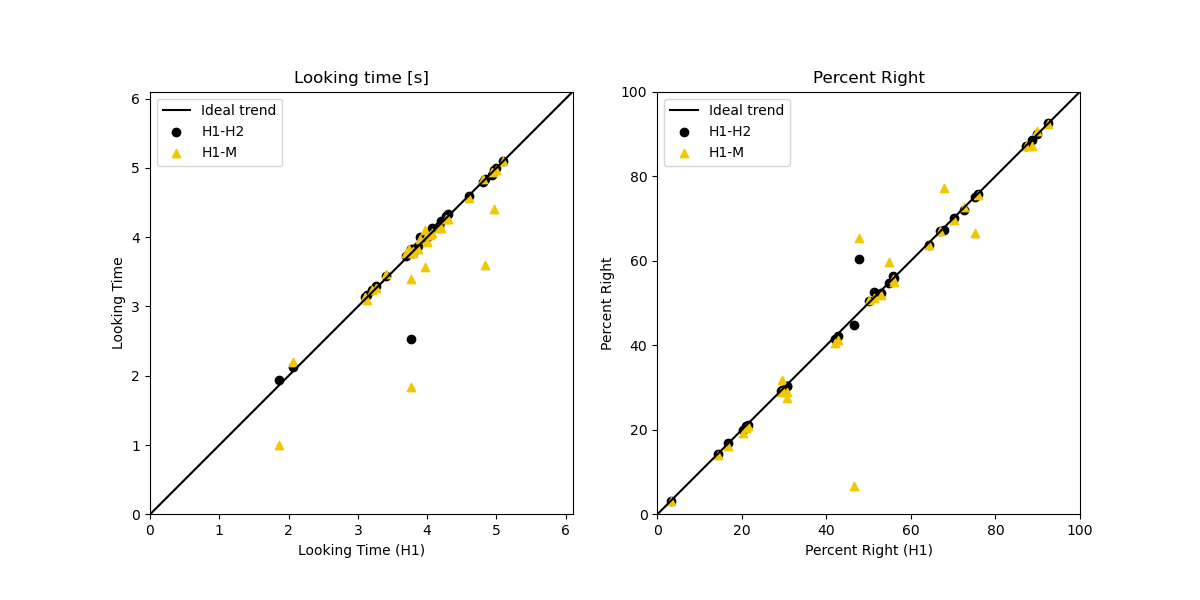 Looking time [s]
Ideal trend
H1-H2
H1-M
6
5
4
3
2
1
0
0 1 2 3 4 5 6
Looking Time
Looking Time (H1)
Percent Right
Ideal trend
H1-H2
H1-M
100
80
60
40
20
0
0 20 40 60 80 100
Percent Right
Percent Right (H1)